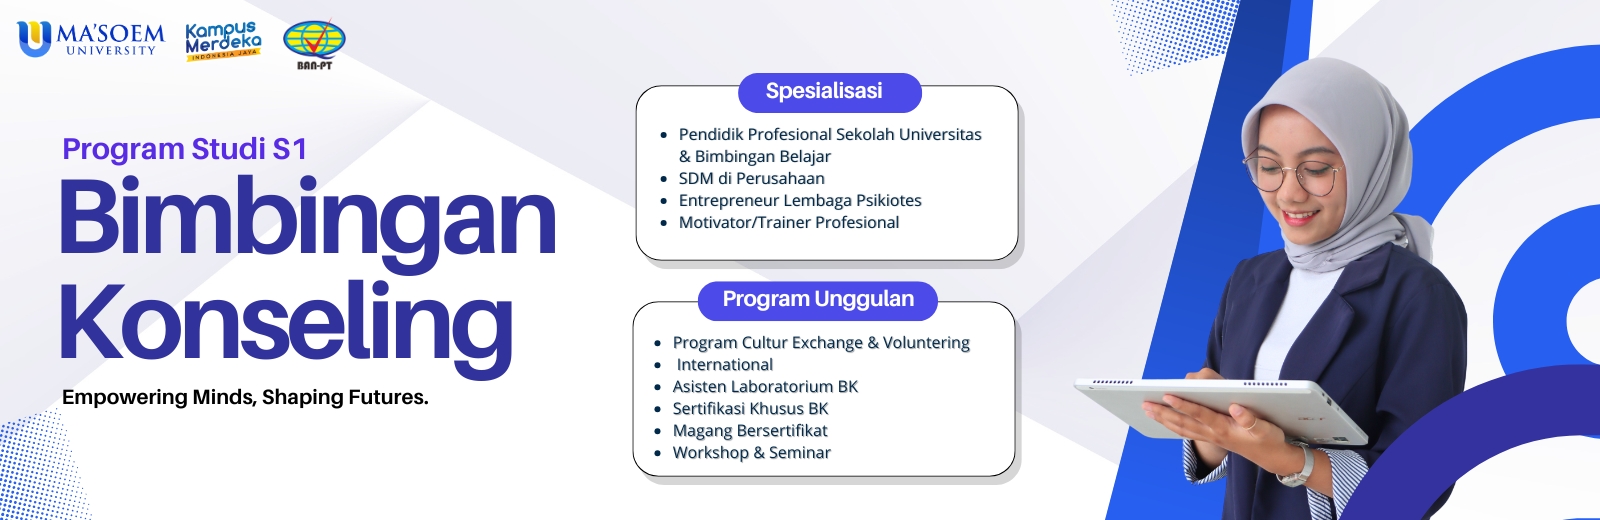 MA'SOEM
UNIVERSITY
Kampus
Merdeka
INDONESIA JAYA
BAN-PT
Program Studi S1
Bimbingan
Konseling
Empowering Minds, Shaping Futures.
Spesialisasi
Pendidik Profesional Sekolah Universitas
& Bimbingan Belajar
SDM di Perusahaan
Entrepreneur Lembaga Psikiotes
Motivator/Trainer Profesional
Program Unggulan
Program Cultur Exchange & Voluntering
International
Asisten Laboratorium BK
Sertifikasi Khusus BK
Magang Bersertifikat
Workshop & Seminar
acer